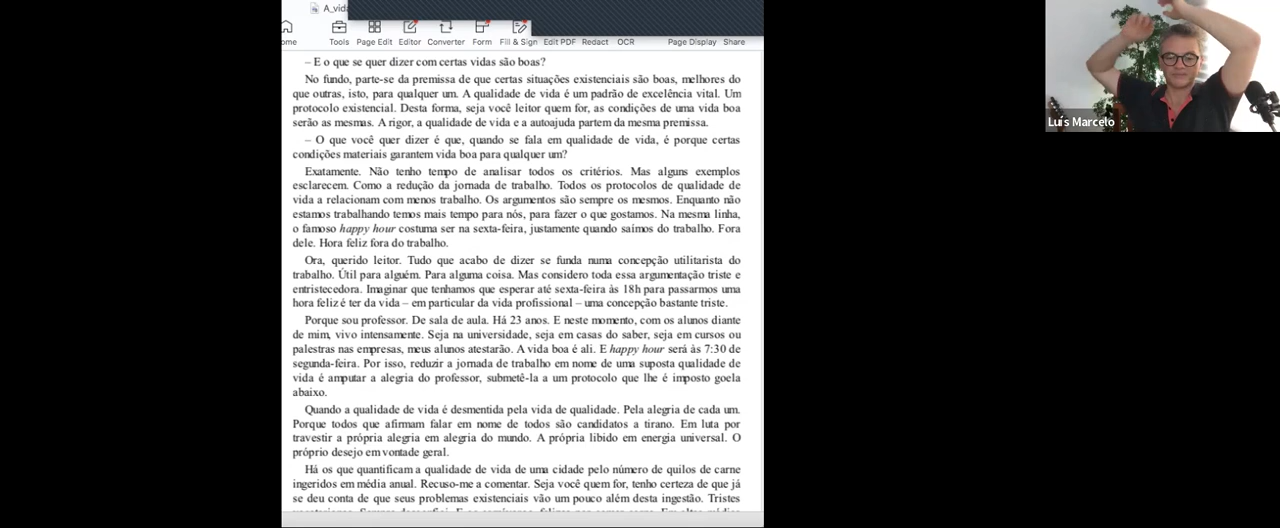 A_vida
ome Tools Page Edit Editor Converter Form Fill & Sign Edit PDF Redact OCR Page Display Share
Luís Marcelo
– E o que se quer dizer com certas vidas são boas?
No fundo, parte-se da premissa de que certas situações existenciais são boas, melhores do
que outras, isto, para qualquer um. A qualidade de vida é um padrão de excelência vital. Um
protocolo existencial. Desta forma, seja você leitor quem for, as condições de uma vida boa
serão as mesmas. A rigor, a qualidade de vida e a autoajuda partem da mesma premissa.
– O que você quer dizer é que, quando se fala em qualidade de vida, é porque certas
condições materiais garantem vida boa para qualquer um?
Exatamente. Não tenho tempo de analisar todos os critérios. Mas alguns exemplos
esclarecem. Como a redução da jornada de trabalho. Todos os protocolos de qualidade de
vida a relacionam com menos trabalho. Os argumentos são sempre os mesmos. Enquanto não
estamos trabalhando temos mais tempo para nós, para fazer o que gostamos. Na mesma linha,
o famoso happy hour costuma ser na sexta-feira, justamente quando saímos do trabalho. Fora
dele. Hora feliz fora do trabalho.
Ora, querido leitor. Tudo que acabo de dizer se funda numa concepção utilitarista do
trabalho. Útil para alguém. Para alguma coisa. Mas considero toda essa argumentação triste e
entristecedora. Imaginar que tenhamos que esperar até sexta-feira às 18h para passarmos uma
hora feliz é ter da vida – em particular da vida profissional – uma concepção bastante triste.
Porque sou professor. De sala de aula. Há 23 anos. E neste momento, com os alunos diante
de mim, vivo intensamente. Seja na universidade, seja em casas do saber, seja em cursos ou
palestras nas empresas, meus alunos atestarão. A vida boa é ali. E happy hour será às 7:30 de
segunda-feira. Por isso, reduzir a jornada de trabalho em nome de uma suposta qualidade de
vida é amputar a alegria do professor, submetê-la a um protocolo que lhe é imposto goela
abaixo.
Quando a qualidade de vida é desmentida pela vida de qualidade. Pela alegria de cada um.
Porque todos que afirmam falar em nome de todos são candidatos a tirano. Em luta por
travestir a própria alegria em alegria do mundo. A própria libido em energia universal. O
próprio desejo em vontade geral.
Há os que quantificam a qualidade de vida de uma cidade pelo número de quilos de carne
ingeridos em média anual. Recuso-me a comentar. Seja você quem for, tenho certeza de que já
se deu conta de que seus problemas existenciais vão um pouco além desta ingestão. Tristes